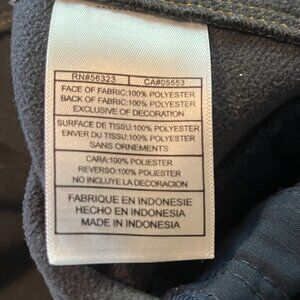 RN#56323 CA#05553
FACE OF FABRIC:100% POLYESTER
BACK OF FABRIC:100% POLYESTER
EXCLUSIVE OF DECORATION
SURFACE DE TISSU:100% POLYESTER
ENVER DU TISSU:100% POLYESTER
SANS ORNEMENTS
CARA:100% POLIESTER
REVERSO:100% POLIESTER
NO INCLUYE LA DECORACION
FABRIQUE EN INDONESIE
HECHO EN INDONESIA
MADE IN INDONESIA